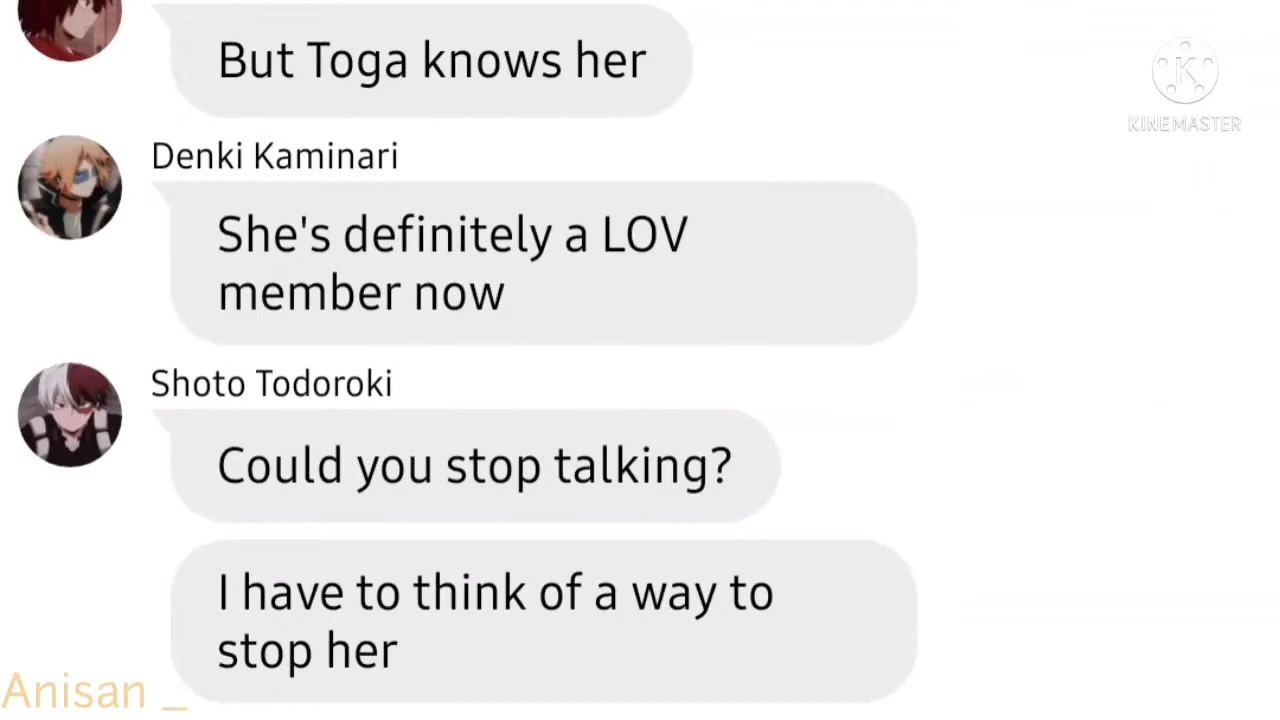 But Toga knows her
KINEMASTER
Denki Kaminari
She's definitely a LOV
member now
Shoto Todoroki
Could you stop talking?
I have to think of a way to
stop her
Anisan _